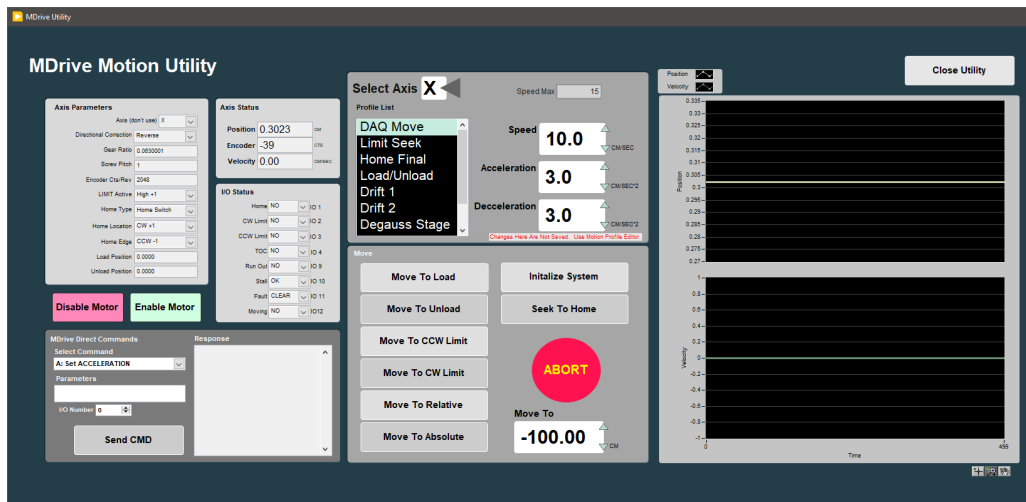 MDrive Utility
MDrive Motion Utility
Close Utility
Axis Parameters
Axis (don't use) X
Directional Correction Reverse
Gear Ratio 0.0630001
Screw Pitch 1
Encoder Cts/Rev 2048
LIMIT Active High +1
Home Type Home Switch
Home Location CW +1
Home Edge CCW -1
Load Position 0.0000
Unload Position 0.0000
Disable Motor
Enable Motor
Axis Status
Position 0.3023 CM
Encoder -39 CTS
Velocity 0.00 CM/SEC
I/O Status
Home NO IO 1
CW Limit NO IO 2
CCW Limit NO IO 3
TOC NO IO 4
Run Out NO IO 9
Stall OK IO 10
Fault CLEAR IO 11
Moving NO IO12
MDrive Direct Commands
Select Command
A: Set ACCELERATION
Parameters
I/O Number 0
Send CMD
Response
Select Axis X
Speed Max 15
Profile List
DAQ Move
Limit Seek
Home Final
Load/Unload
Drift 1
Drift 2
Degauss Stage
Speed 10.0 CM/SEC
Acceleration 3.0 CM/SEC^2
Decceleration 3.0 CM/SEC^2
Changes Here Are Not Saved. Use Motion Profile Editor
Move
Move To Load
Move To Unload
Move To CCW Limit
Move To CW Limit
Move To Relative
Move To Absolute
Initalize System
Seek To Home
ABORT
Move To
-100.00 CM
Position
Velocity
0.335
0.33
0.325
0.32
0.315
0.31
0.305
0.3
0.295
0.29
0.285
0.28
0.275
0.27
Position
1
0.8
0.6
0.4
0.2
0
-0.2
-0.4
-0.6
-0.8
-1
Velocity
0
499
Time